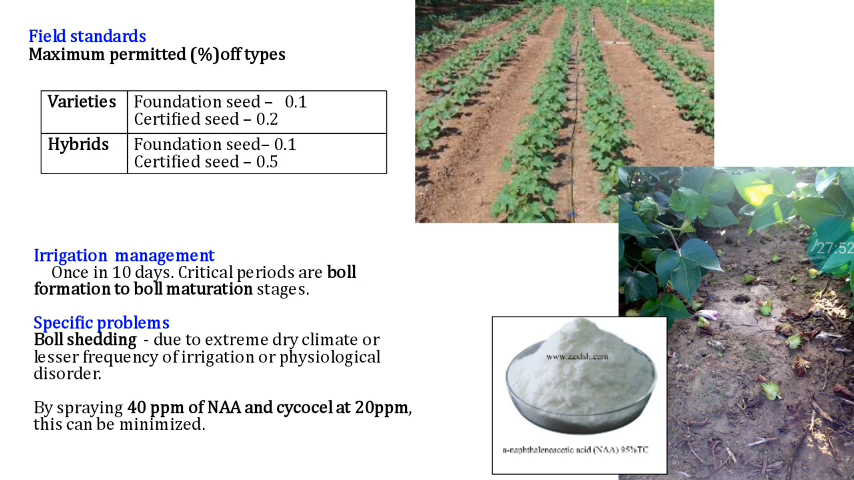 Field standards
Maximum permitted (%)off types
Varieties
Foundation seed – 0.1
Certified seed – 0.2
Hybrids
Foundation seed– 0.1
Certified seed – 0.5
Irrigation management
Once in 10 days. Critical periods are boll
formation to boll maturation stages.
Specific problems
Boll shedding - due to extreme dry climate or
lesser frequency of irrigation or physiological
disorder.
By spraying 40 ppm of NAA and cycocel at 20ppm,
this can be minimized.
27:52
www.zzxlsh.com
a-naphthaleneacetic acid (NAA) 95%TC